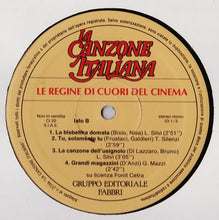 LA
CANZONE
ITALIANA
LE REGINE DI CUORI DEL CINEMA
Non in vendita
CI 20
S.I.A.E.
lato B
stereo mono
33 1/3
1. La bisbetica domata (Bixio, Nisa) L. Silvi (2'51")
2. Tu, solamente tu (Frustaci, Galdieri) T. Silenzi
(2'59")
3. La canzone dell'usignolo (Di Lazzaro, Bruno)
L. Silvi (3'05")
4. Grandi magazzini (D'Anzi) G. Mazzi
(2'42")
su licenza Fonit Cetra
GRUPPO EDITORIALE
FABBRI